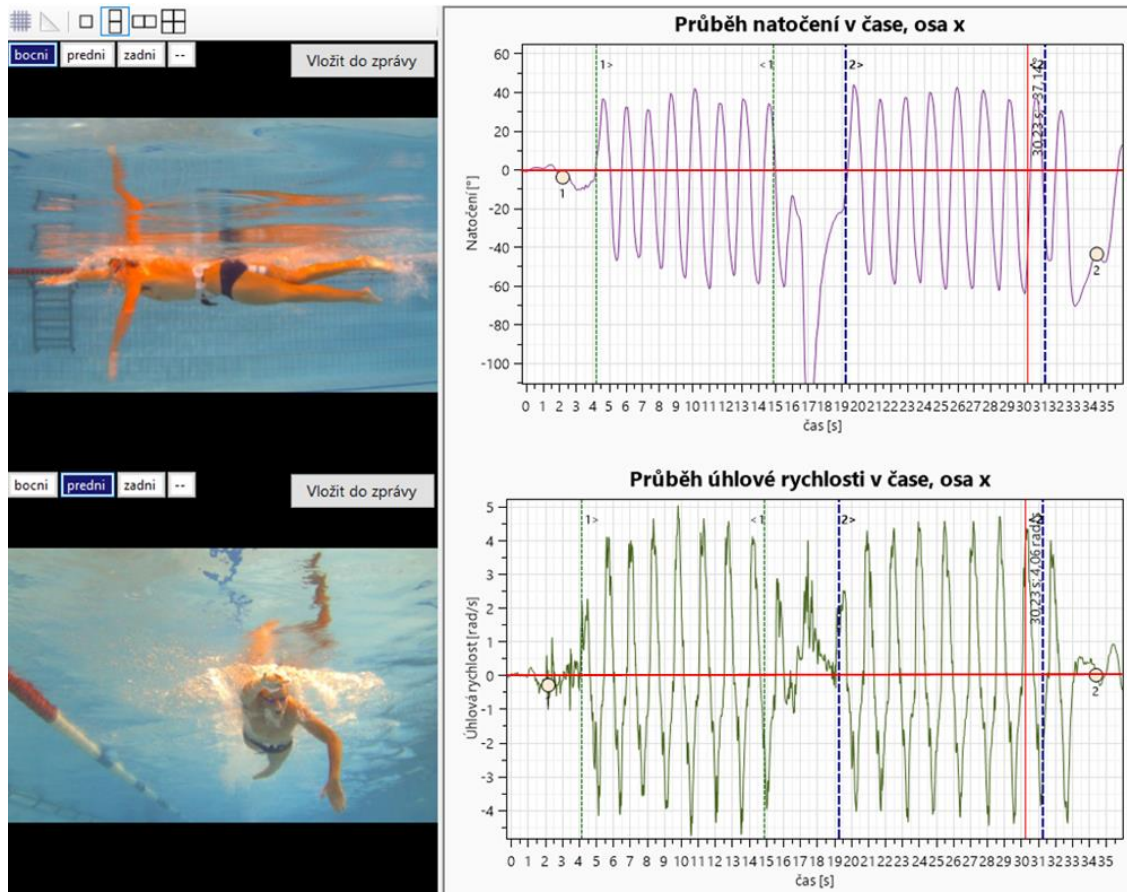 bocni predni zadni --
Vložit do zprávy
bocni predni zadni --
Vložit do zprávy
Průběh natočení v čase, osa x
60
40
20
0
-20
-40
-60
-80
-100
Natočení [°]
1>
<1
2>
<2
30,23 s: 37,14°
1
2
0 1 2 3 4 5 6 7 8 9 10 11 12 13 14 15 16 17 18 19 20 21 22 23 24 25 26 27 28 29 30 31 32 33 34 35
čas [s]
Průběh úhlové rychlosti v čase, osa x
5
4
3
2
1
0
-1
-2
-3
-4
Úhlová rychlost [rad/s]
1>
<1
2>
30,23 s: 4,06 rad/s
2
0 1 2 3 4 5 6 7 8 9 10 11 12 13 14 15 16 17 18 19 20 21 22 23 24 25 26 27 28 29 30 31 32 33 34 35
čas [s]